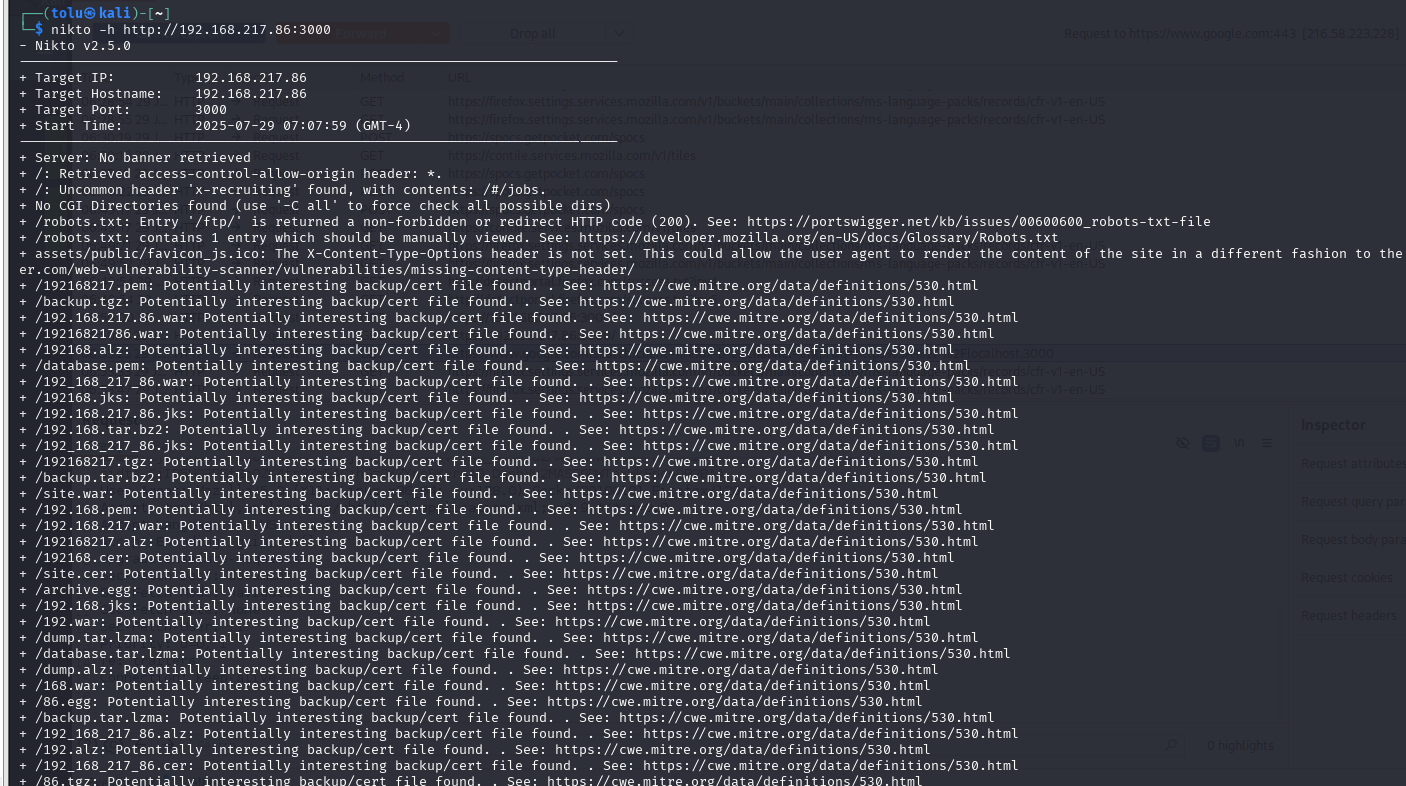 ┌──(tolu㉿kali)-[~]
└─$ nikto -h http://192.168.217.86:3000
- Nikto v2.5.0
+ Target IP: 192.168.217.86
+ Target Hostname: 192.168.217.86
+ Target Port: 3000
+ Start Time: 2025-07-29 07:07:59 (GMT-4)
+ Server: No banner retrieved
+ /: Retrieved access-control-allow-origin header: *.
+ /: Uncommon header 'x-recruiting' found, with contents: /#/jobs.
+ No CGI Directories found (use '-C all' to force check all possible dirs)
+ /robots.txt: Entry '/ftp/' is returned a non-forbidden or redirect HTTP code (200). See: https://portswigger.net/kb/issues/00600600_robots-txt-file
+ /robots.txt: contains 1 entry which should be manually viewed. See: https://developer.mozilla.org/en-US/docs/Glossary/Robots.txt
+ assets/public/favicon_js.ico: The X-Content-Type-Options header is not set. This could allow the user agent to render the content of the site in a different fashion to the
er.com/web-vulnerability-scanner/vulnerabilities/missing-content-type-header/
+ /192168217.pem: Potentially interesting backup/cert file found. . See: https://cwe.mitre.org/data/definitions/530.html
+ /backup.tgz: Potentially interesting backup/cert file found. . See: https://cwe.mitre.org/data/definitions/530.html
+ /192.168.217.86.war: Potentially interesting backup/cert file found. . See: https://cwe.mitre.org/data/definitions/530.html
+ /19216821786.war: Potentially interesting backup/cert file found. . See: https://cwe.mitre.org/data/definitions/530.html
+ /192168.alz: Potentially interesting backup/cert file found. . See: https://cwe.mitre.org/data/definitions/530.html
+ /database.pem: Potentially interesting backup/cert file found. . See: https://cwe.mitre.org/data/definitions/530.html
+ /192_168_217_86.war: Potentially interesting backup/cert file found. . See: https://cwe.mitre.org/data/definitions/530.html
+ /192168.jks: Potentially interesting backup/cert file found. . See: https://cwe.mitre.org/data/definitions/530.html
+ /192.168.217.86.jks: Potentially interesting backup/cert file found. . See: https://cwe.mitre.org/data/definitions/530.html
+ /192.168.tar.bz2: Potentially interesting backup/cert file found. . See: https://cwe.mitre.org/data/definitions/530.html
+ /192_168_217_86.jks: Potentially interesting backup/cert file found. . See: https://cwe.mitre.org/data/definitions/530.html
+ /192168217.tgz: Potentially interesting backup/cert file found. . See: https://cwe.mitre.org/data/definitions/530.html
+ /backup.tar.bz2: Potentially interesting backup/cert file found. . See: https://cwe.mitre.org/data/definitions/530.html
+ /site.war: Potentially interesting backup/cert file found. . See: https://cwe.mitre.org/data/definitions/530.html
+ /192.168.pem: Potentially interesting backup/cert file found. . See: https://cwe.mitre.org/data/definitions/530.html
+ /192.168.217.war: Potentially interesting backup/cert file found. . See: https://cwe.mitre.org/data/definitions/530.html
+ /192168217.alz: Potentially interesting backup/cert file found. . See: https://cwe.mitre.org/data/definitions/530.html
+ /192168.cer: Potentially interesting backup/cert file found. . See: https://cwe.mitre.org/data/definitions/530.html
+ /site.cer: Potentially interesting backup/cert file found. . See: https://cwe.mitre.org/data/definitions/530.html
+ /archive.egg: Potentially interesting backup/cert file found. . See: https://cwe.mitre.org/data/definitions/530.html
+ /192.168.jks: Potentially interesting backup/cert file found. . See: https://cwe.mitre.org/data/definitions/530.html
+ /192.war: Potentially interesting backup/cert file found. . See: https://cwe.mitre.org/data/definitions/530.html
+ /dump.tar.lzma: Potentially interesting backup/cert file found. . See: https://cwe.mitre.org/data/definitions/530.html
+ /database.tar.lzma: Potentially interesting backup/cert file found. . See: https://cwe.mitre.org/data/definitions/530.html
+ /dump.alz: Potentially interesting backup/cert file found. . See: https://cwe.mitre.org/data/definitions/530.html
+ /168.war: Potentially interesting backup/cert file found. . See: https://cwe.mitre.org/data/definitions/530.html
+ /86.egg: Potentially interesting backup/cert file found. . See: https://cwe.mitre.org/data/definitions/530.html
+ /backup.tar.lzma: Potentially interesting backup/cert file found. . See: https://cwe.mitre.org/data/definitions/530.html
+ /192_168_217_86.alz: Potentially interesting backup/cert file found. . See: https://cwe.mitre.org/data/definitions/530.html
+ /192.alz: Potentially interesting backup/cert file found. . See: https://cwe.mitre.org/data/definitions/530.html
+ /192_168_217_86.cer: Potentially interesting backup/cert file found. . See: https://cwe.mitre.org/data/definitions/530.html
+ /86.tgz: Potentially interesting backup/cert file found. . See: https://cwe.mitre.org/data/definitions/530.html
Forward
Drop all
Request to https://www.google.com:443 [216.58.223.228]
Method
URL
Inspector
Request attributes
Request query par
Request body para
Request cookies
Request headers
0 highlights